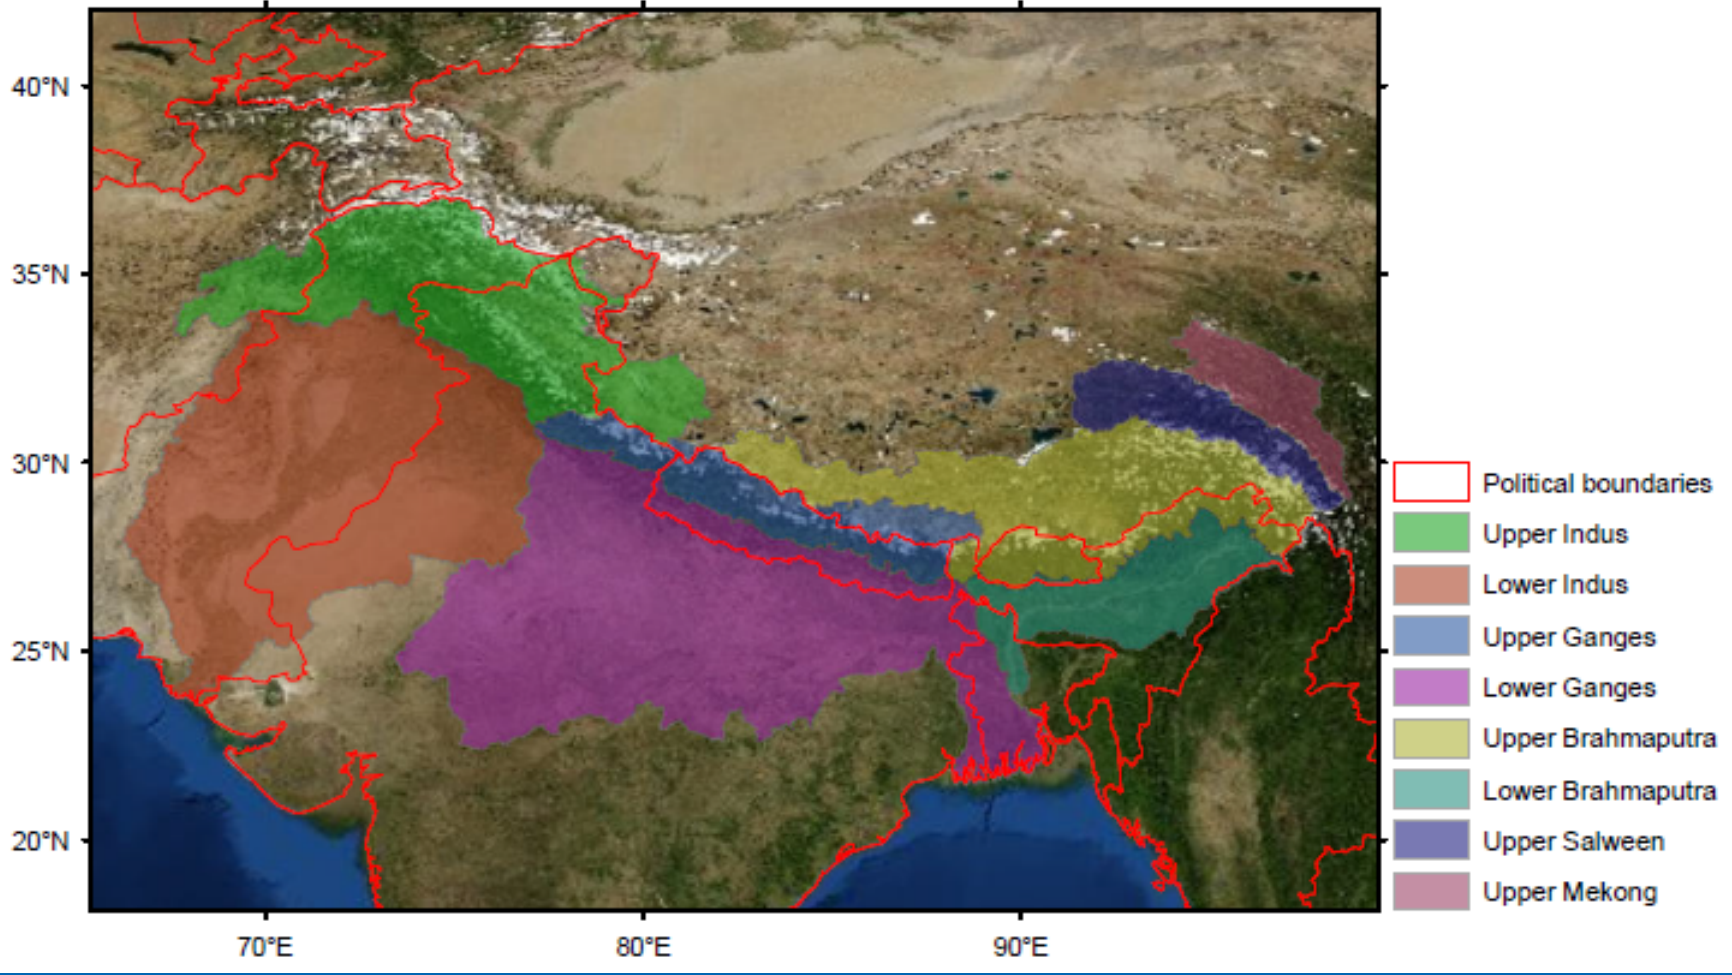 40°N
35°N
30°N
25°N
20°N
70°E
80°E
90°E
Political boundaries
Upper Indus
Lower Indus
Upper Ganges
Lower Ganges
Upper Brahmaputra
Lower Brahmaputra
Upper Salween
Upper Mekong